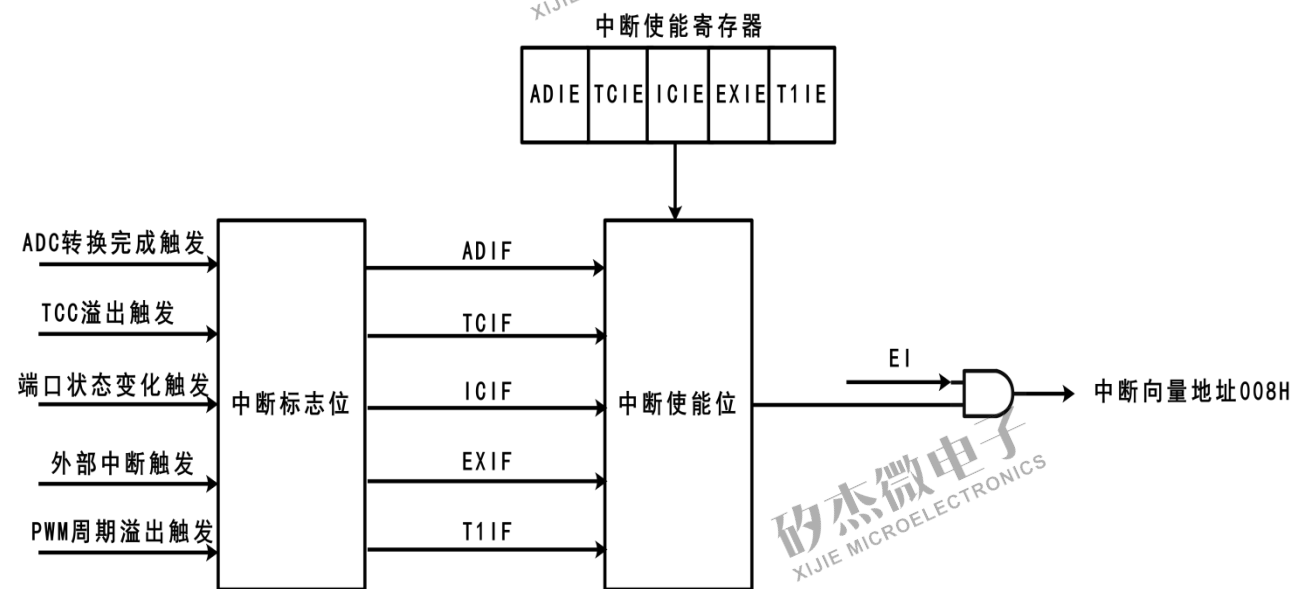 XIJI
中断使能寄存器
ADIE TCIE ICIE EXIE T1IE
ADC转换完成触发
ADIF
TCC溢出触发
TCIF
端口状态变化触发
ICIF
中断标志位
中断使能位
EI
中断向量地址008H
外部中断触发
EXIF
PWM周期溢出触发
T1IF
矽杰微电子
XIJIE MICROELECTRONICS